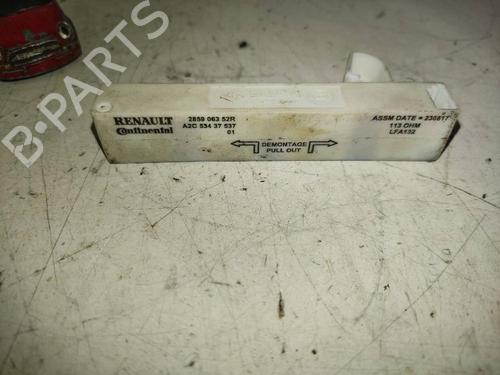 RENAULT
Continental
2859 063 52R
A2C 534 37 537
01
DEMONTAGE
PULL OUT
ASSM DATE = 230817
113 OHM
LFA132
B-PARTS